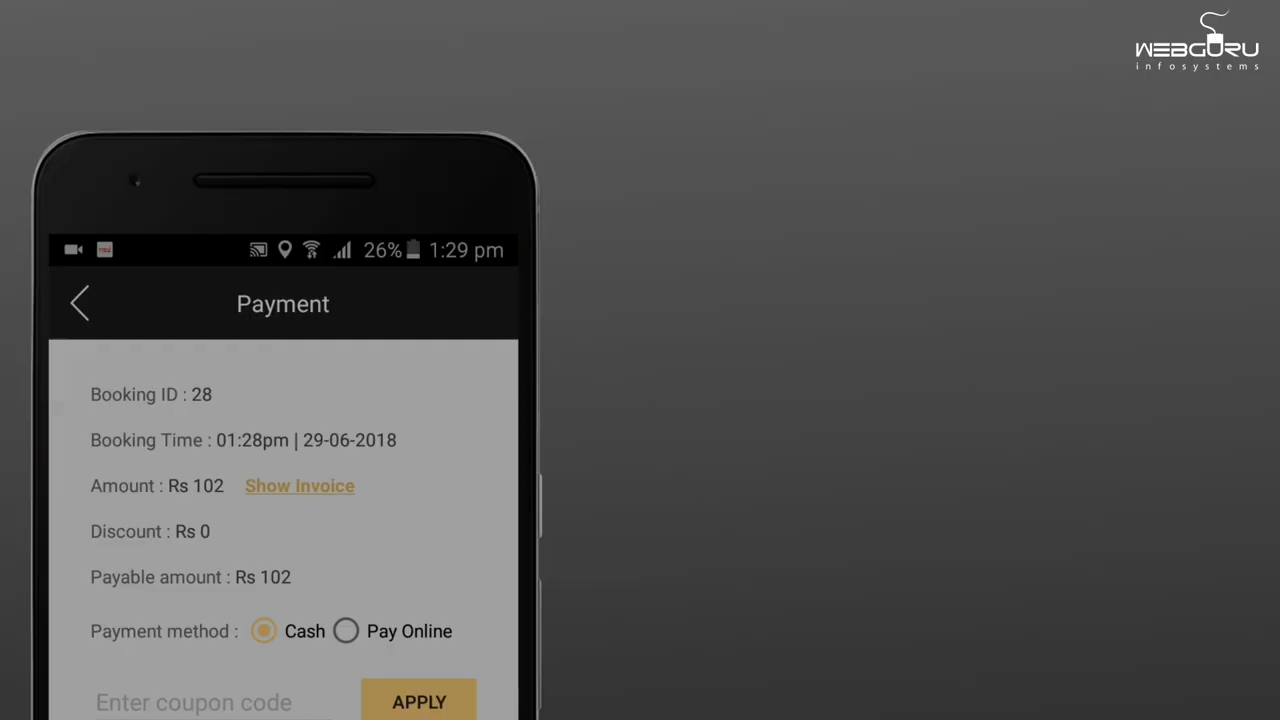 WEBGURU
infosystems
26% 1:29 pm
Payment
Booking ID : 28
Booking Time : 01:28pm | 29-06-2018
Amount : Rs 102 Show Invoice
Discount : Rs 0
Payable amount : Rs 102
Payment method : Cash Pay Online
Enter coupon code APPLY